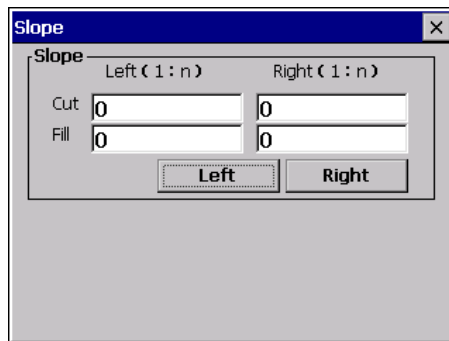 Slope
Slope
Left ( 1 : n ) Right ( 1 : n )
Cut 0 0
Fill 0 0
Left Right